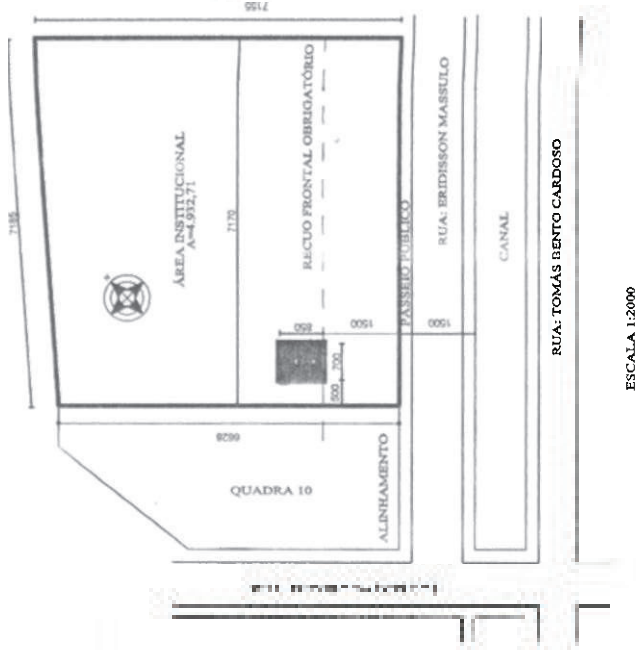 7155
7185
ÁREA INSTITUCIONAL
A=4.932,71
7170
RECUO FRONTAL OBRIGATÓRIO
PASSEIO PÚBLICO
RUA: ERIDISSON MASSULO
CANAL
RUA: TOMÁS BENTO CARDOSO
ESCALA 1:2000
850
1500
1500
700
500
6628
QUADRA 10
ALINHAMENTO